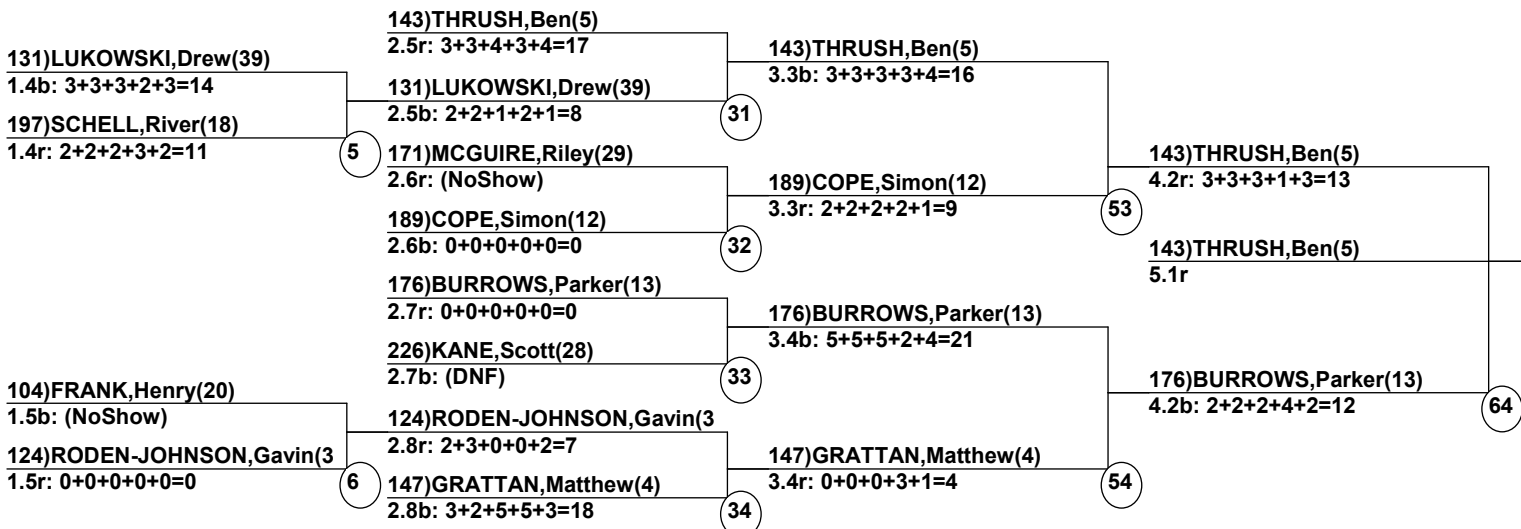 131)LUKOWSKI,Drew(39)
1.4b: 3+3+3+2+3=14
197)SCHELL,River(18)
1.4r: 2+2+2+3+2=11
5
104)FRANK,Henry(20)
1.5b: (NoShow)
124)RODEN-JOHNSON,Gavin(3
1.5r: 0+0+0+0+0=0
6
143)THRUSH,Ben(5)
2.5r: 3+3+4+3+4=17
131)LUKOWSKI,Drew(39)
2.5b: 2+2+1+2+1=8
31
171)MCGUIRE,Riley(29)
2.6r: (NoShow)
189)COPE,Simon(12)
2.6b: 0+0+0+0+0=0
32
176)BURROWS,Parker(13)
2.7r: 0+0+0+0+0=0
226)KANE,Scott(28)
2.7b: (DNF)
33
124)RODEN-JOHNSON,Gavin(3
2.8r: 2+3+0+0+2=7
147)GRATTAN,Matthew(4)
2.8b: 3+2+5+5+3=18
34
143)THRUSH,Ben(5)
3.3b: 3+3+3+3+4=16
189)COPE,Simon(12)
3.3r: 2+2+2+2+1=9
53
176)BURROWS,Parker(13)
3.4b: 5+5+5+2+4=21
147)GRATTAN,Matthew(4)
3.4r: 0+0+0+3+1=4
54
143)THRUSH,Ben(5)
4.2r: 3+3+3+1+3=13
143)THRUSH,Ben(5)
5.1r
176)BURROWS,Parker(13)
4.2b: 2+2+2+4+2=12
64